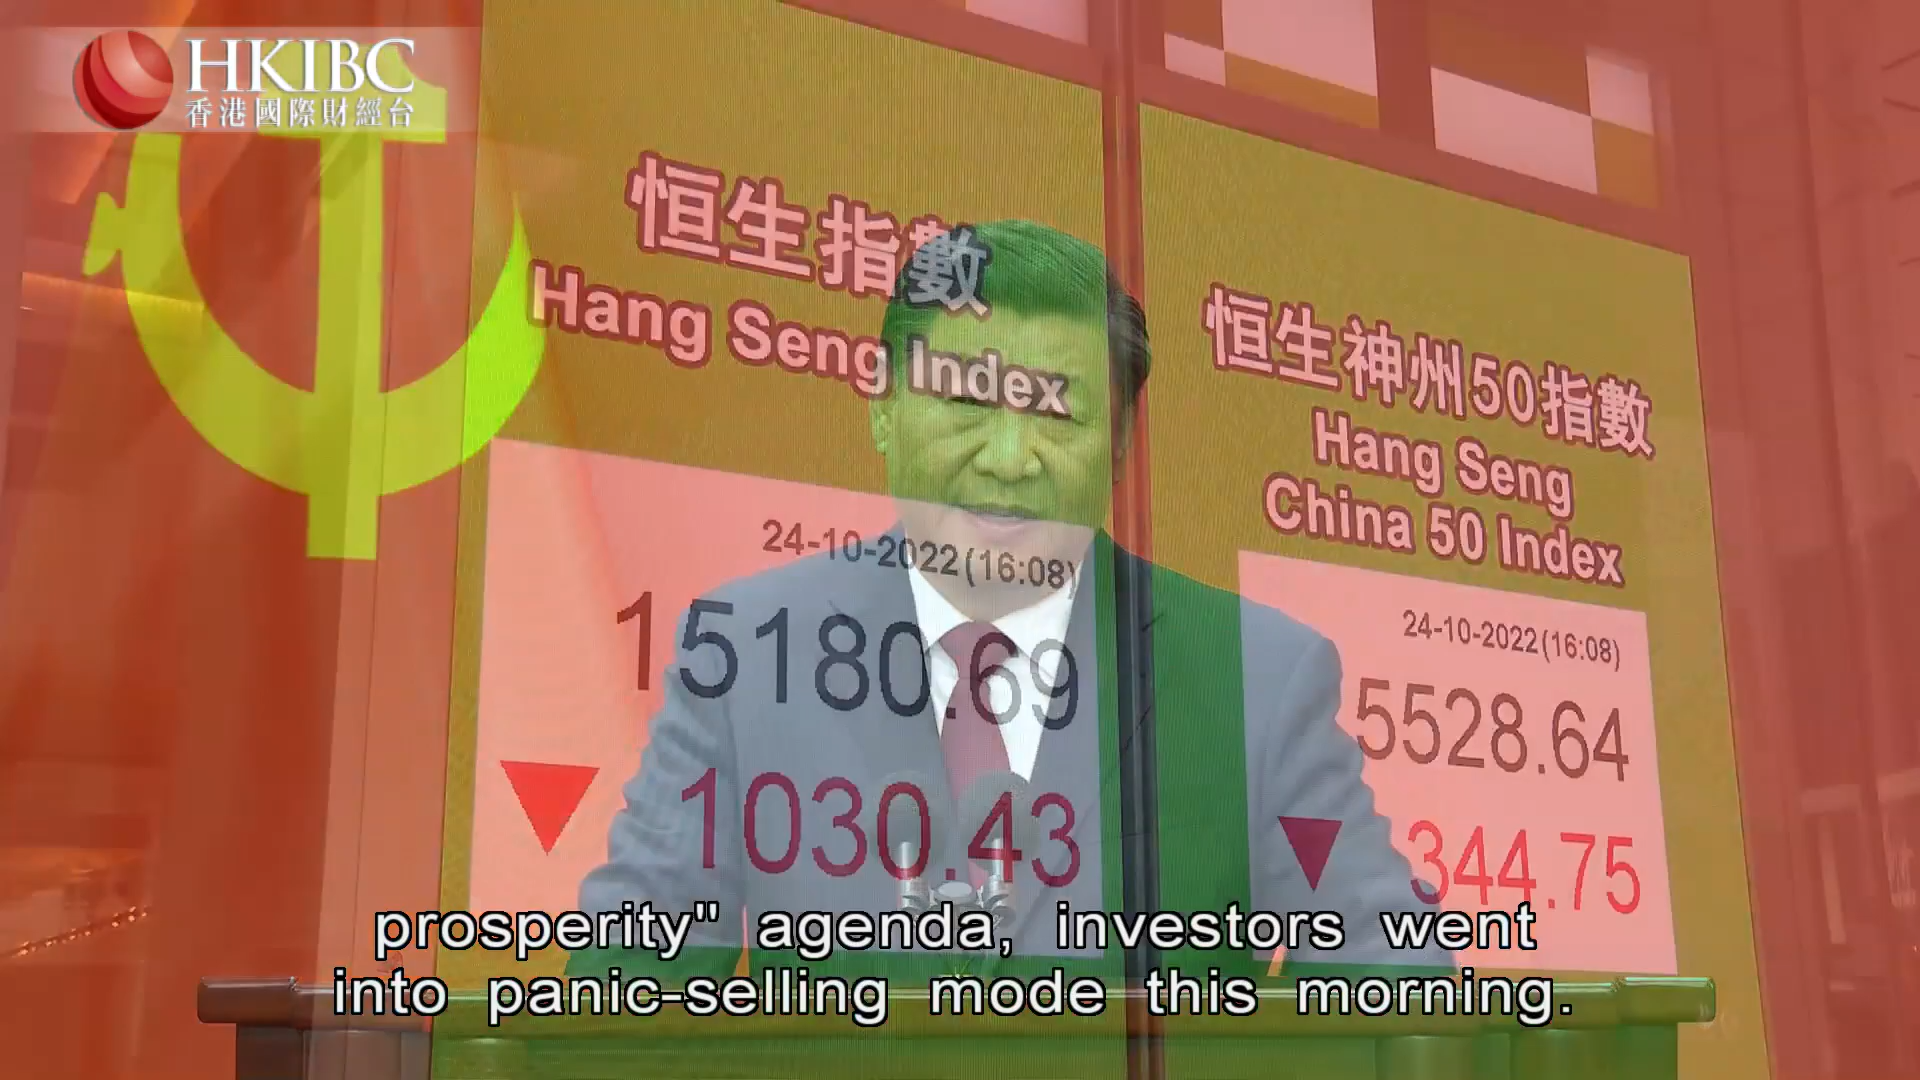 HKIBC
香港國際財經台
恒生指數
Hang Seng Index
24-10-2022(16:08)
15180.69
1030.43
恒生神州50指數
Hang Seng
China 50 Index
24-10-2022(16:08)
5528.64
344.75
prosperity" agenda, investors went
into panic-selling mode this morning.